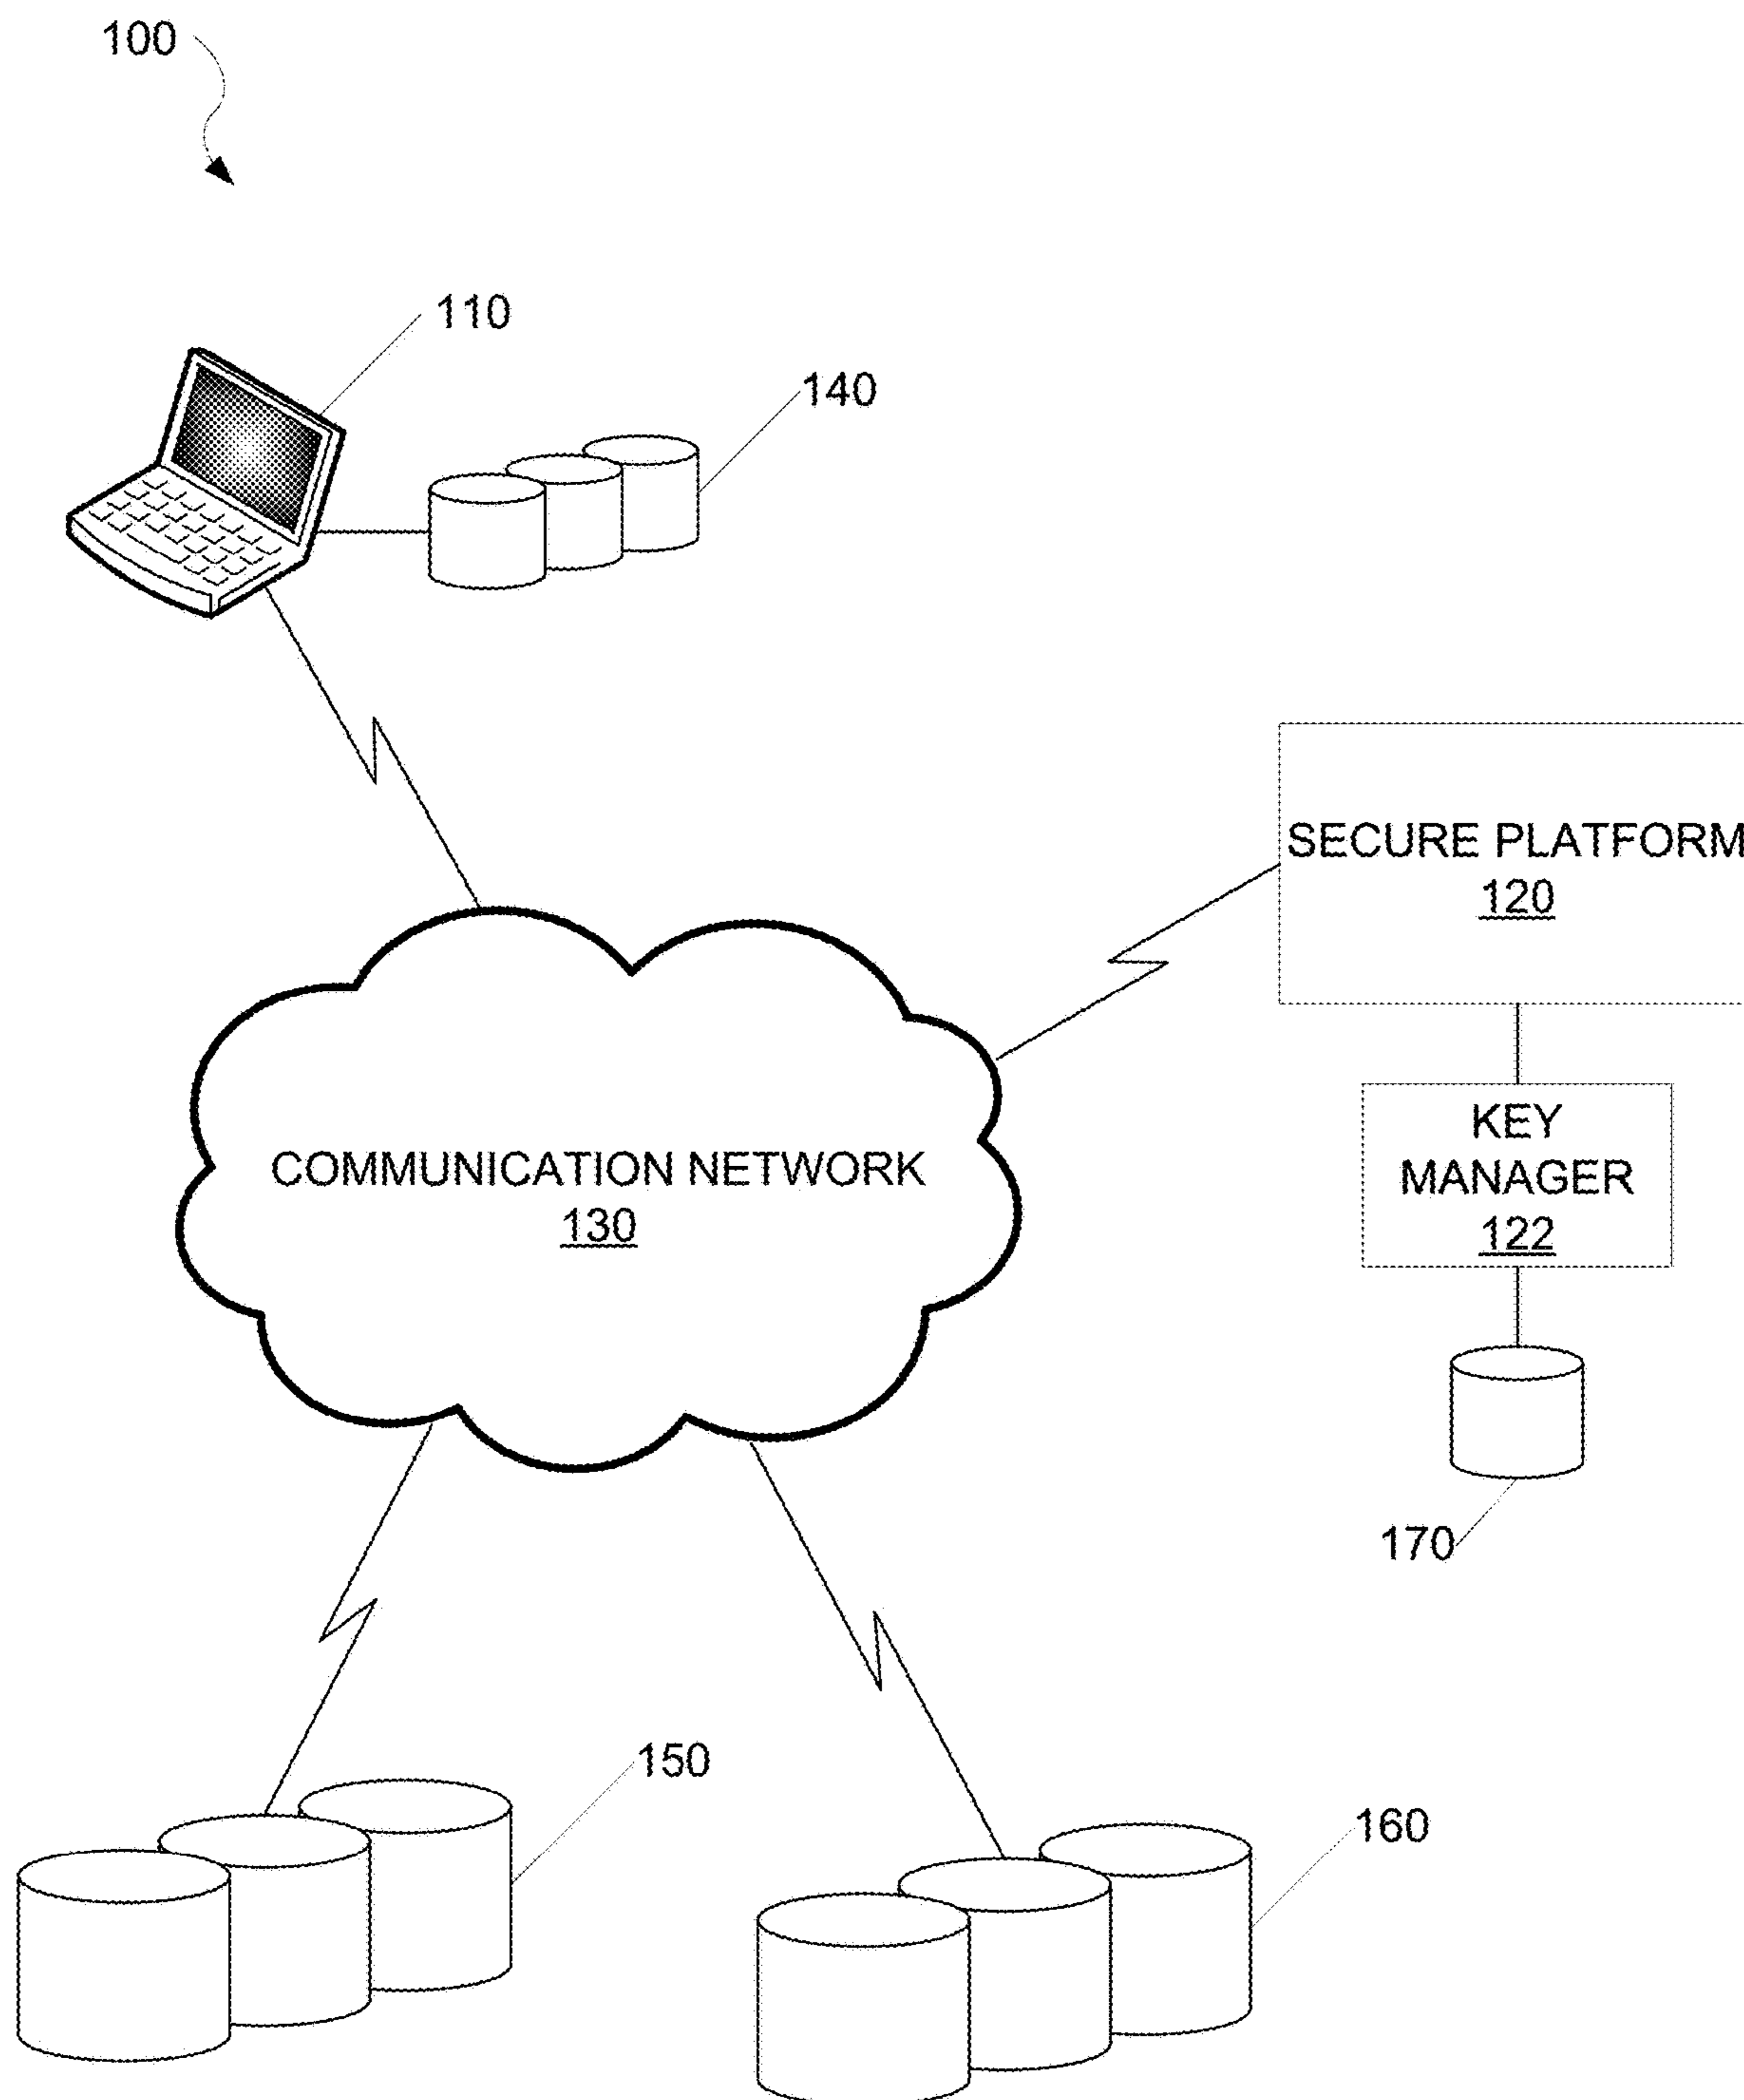 100
110
140
SECURE PLATFORM
120
KEY
MANAGER
122
COMMUNICATION NETWORK
130
170
150
160